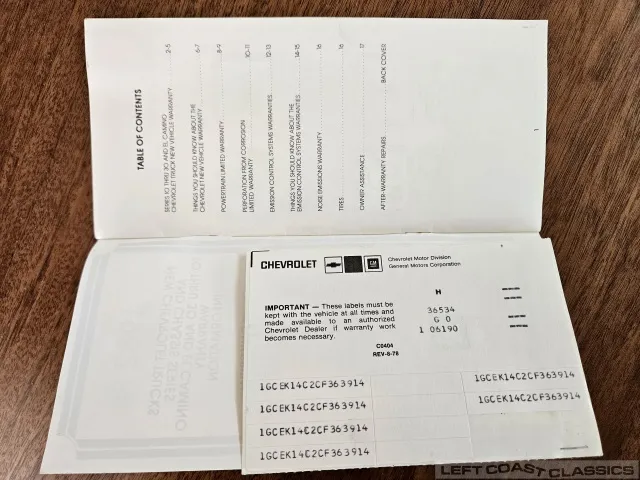 TABLE OF CONTENTS
SERIES 10 THRU 30 AND EL CAMINO
CHEVROLET TRUCK NEW VEHICLE WARRANTY 2-5
THINGS YOU SHOULD KNOW ABOUT THE
CHEVROLET NEW VEHICLE WARRANTY 6-7
POWERTRAIN LIMITED WARRANTY 8-9
PERFORATION FROM CORROSION
LIMITED WARRANTY 10-11
EMISSION CONTROL SYSTEMS WARRANTIES 12-13
THINGS YOU SHOULD KNOW ABOUT THE
EMISSION CONTROL SYSTEMS WARRANTIES 14-15
NOISE EMISSIONS WARRANTY 16
TIRES 16
OWNER ASSISTANCE 17
AFTER-WARRANTY REPAIRS BACK COVER
1
CHEVROLET
GM
Chevrolet Motor Division
General Motors Corporation
IMPORTANT — These labels must be
kept with the vehicle at all times and
made available to an authorized
Chevrolet Dealer if warranty work
becomes necessary.
C0404
REV-8-78
H
36534
G 0
1 06190
1GCEK14C2CF363914 1GCEK14C2CF363914
1GCEK14C2CF363914 1GCEK14C2CF363914
1GCEK14C2CF363914
1GCEK14C2CF363914
LEFT COAST CLASSICS